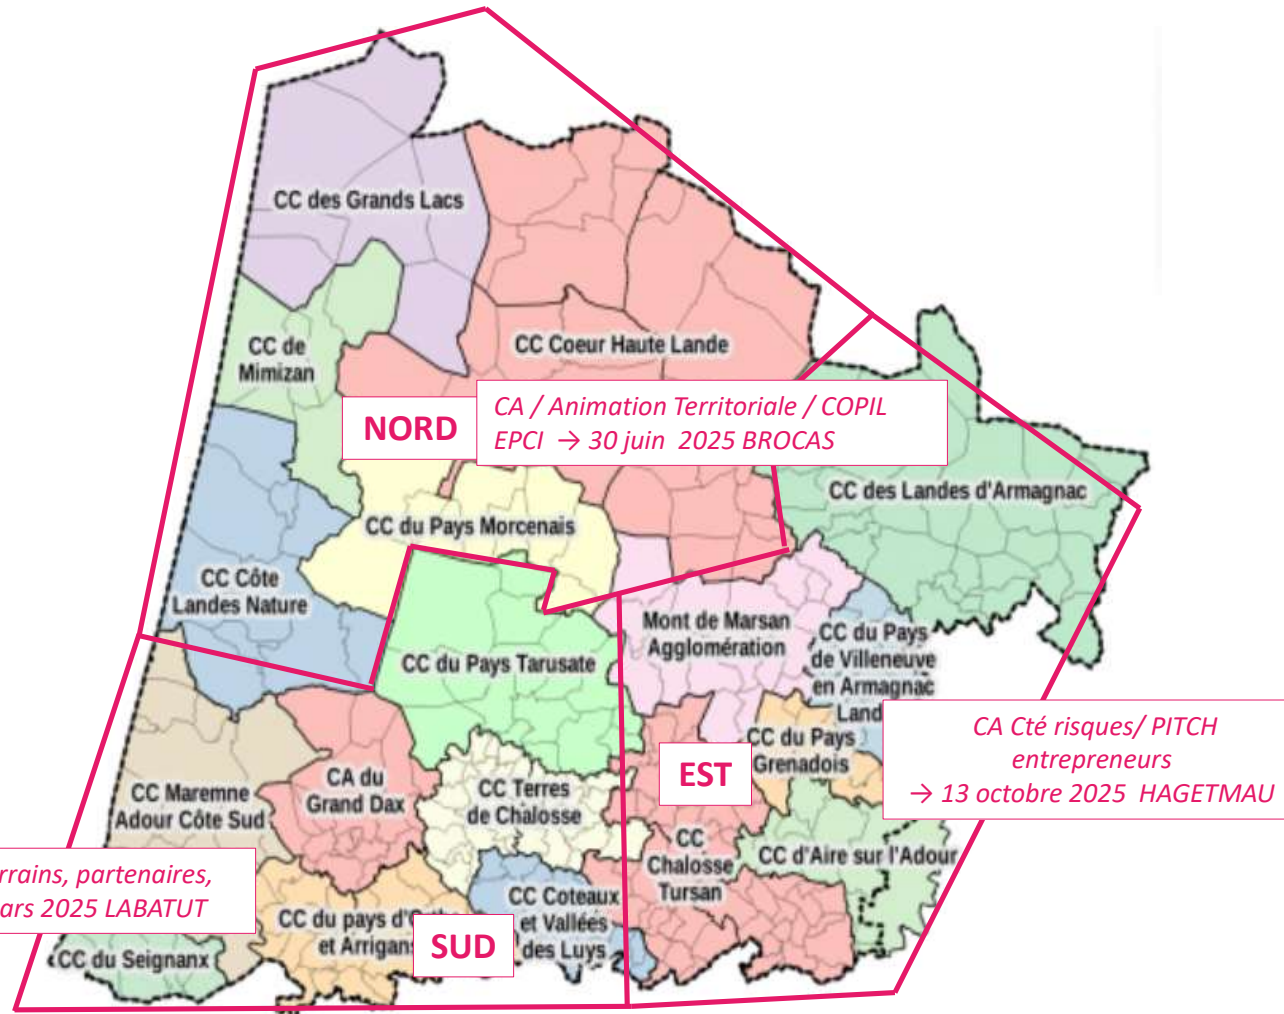 CC des Grands Lacs
CC de
Mimizan
CC Coeur Haute Lande
NORD
CA / Animation Territoriale / COPIL
EPCI → 30 juin 2025 BROCAS
CC des Landes d'Armagnac
CC du Pays Morcenais
CC Côte
Landes Nature
CC du Pays Tarusate
Mont de Marsan
Agglomération
CC du Pays
de Villeneuve
en Armagnac
Land
CA Cté risques/ PITCH
entrepreneurs
→ 13 octobre 2025 HAGETMAU
CC du Pays
Grenadois
EST
CC Maremne
Adour Côte Sud
CA du
Grand Dax
CC Terres
de Chalosse
CC
Chalosse
Tursan
CC d'Aire sur l'Adour
rrains, partenaires,
ars 2025 LABATUT
CC du pays d'O
et Arrigans
SUD
CC Coteaux
et Vallées
des Luys
CC du Seignanx